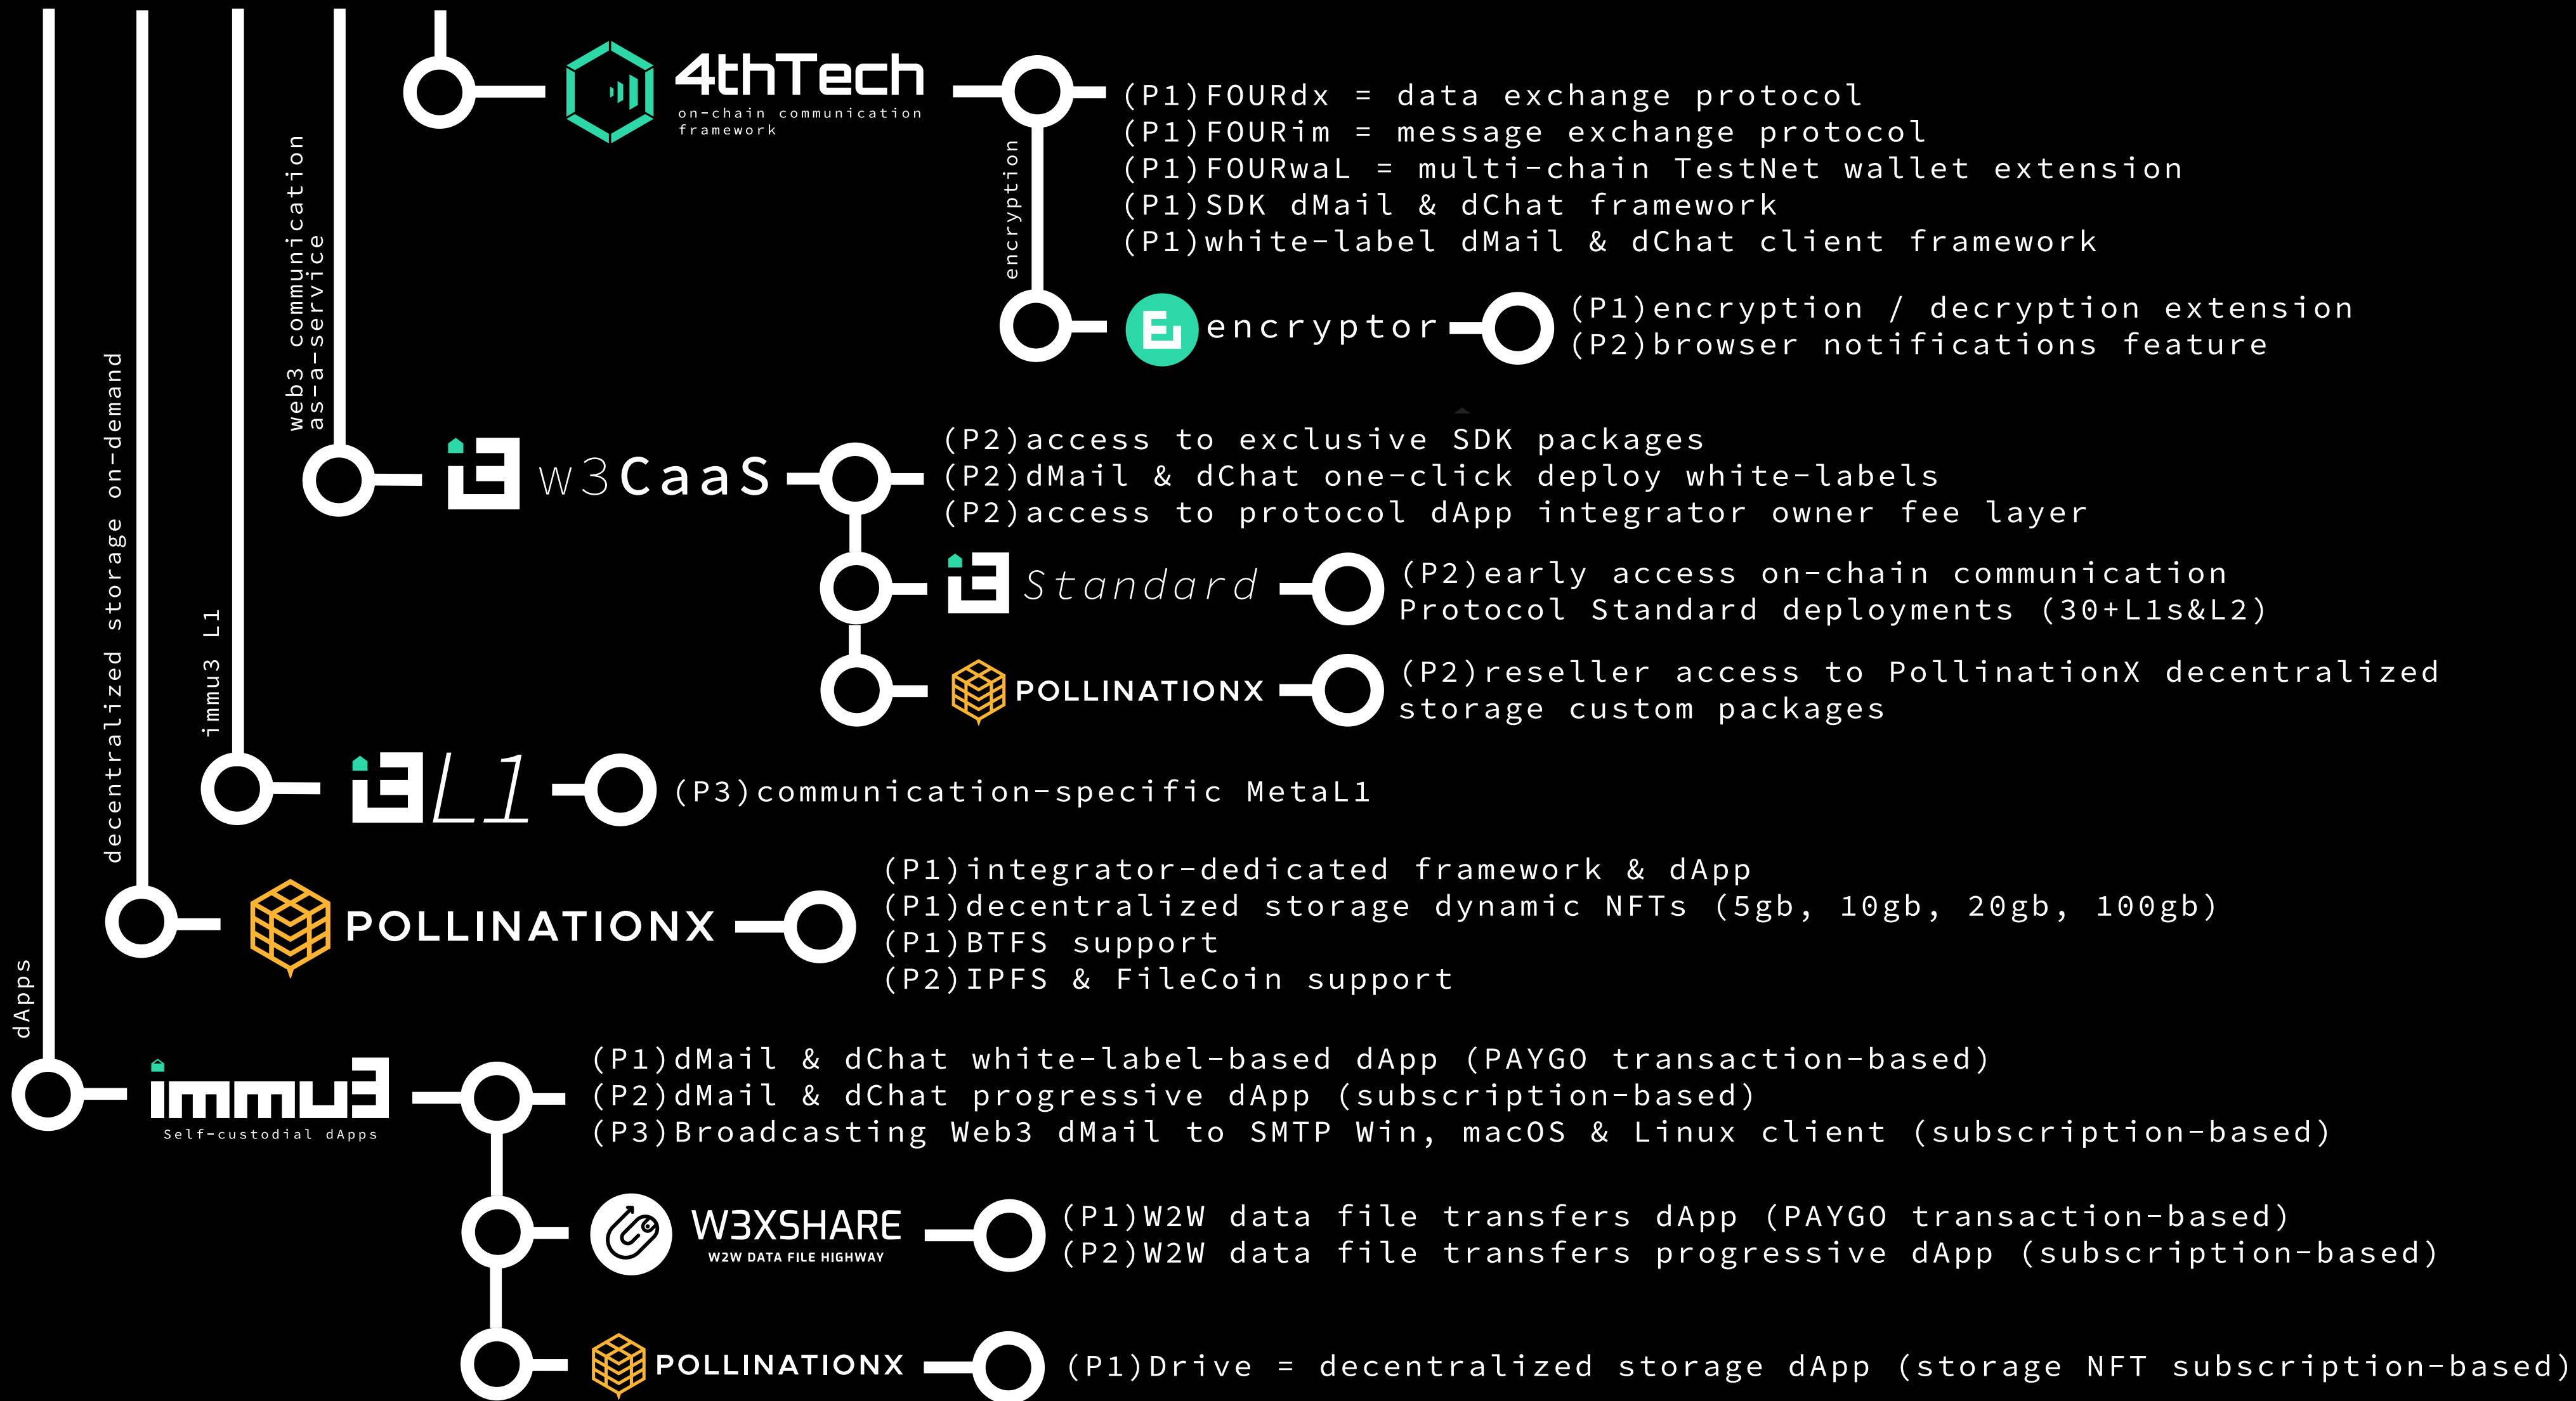 4thTech
on-chain communication
framework
(P1)FOURdx = data exchange protocol
(P1)FOURim = message exchange protocol
(P1)FOURwaL = multi-chain TestNet wallet extension
(P1)SDK dMail & dChat framework
(P1)white-label dMail & dChat client framework
encryption
encryptor
(P1)encryption / decryption extension
(P2)browser notifications feature
web3 communication
as-a-service
i3 w3CaaS
(P2)access to exclusive SDK packages
(P2)dMail & dChat one-click deploy white-labels
(P2)access to protocol dApp integrator owner fee layer
i3 Standard
(P2)early access on-chain communication
Protocol Standard deployments (30+L1s&L2)
POLLINATIONX
(P2)reseller access to PollinationX decentralized
storage custom packages
immu3 L1
i3 L1
(P3)communication-specific MetaL1
decentralized storage on-demand
POLLINATIONX
(P1)integrator-dedicated framework & dApp
(P1)decentralized storage dynamic NFTs (5gb, 10gb, 20gb, 100gb)
(P1)BTFS support
(P2)IPFS & FileCoin support
dApps
immu3
Self-custodial dApps
(P1)dMail & dChat white-label-based dApp (PAYGO transaction-based)
(P2)dMail & dChat progressive dApp (subscription-based)
(P3)Broadcasting Web3 dMail to SMTP Win, macOS & Linux client (subscription-based)
W3XSHARE
W2W DATA FILE HIGHWAY
(P1)W2W data file transfers dApp (PAYGO transaction-based)
(P2)W2W data file transfers progressive dApp (subscription-based)
POLLINATIONX
(P1)Drive = decentralized storage dApp (storage NFT subscription-based)